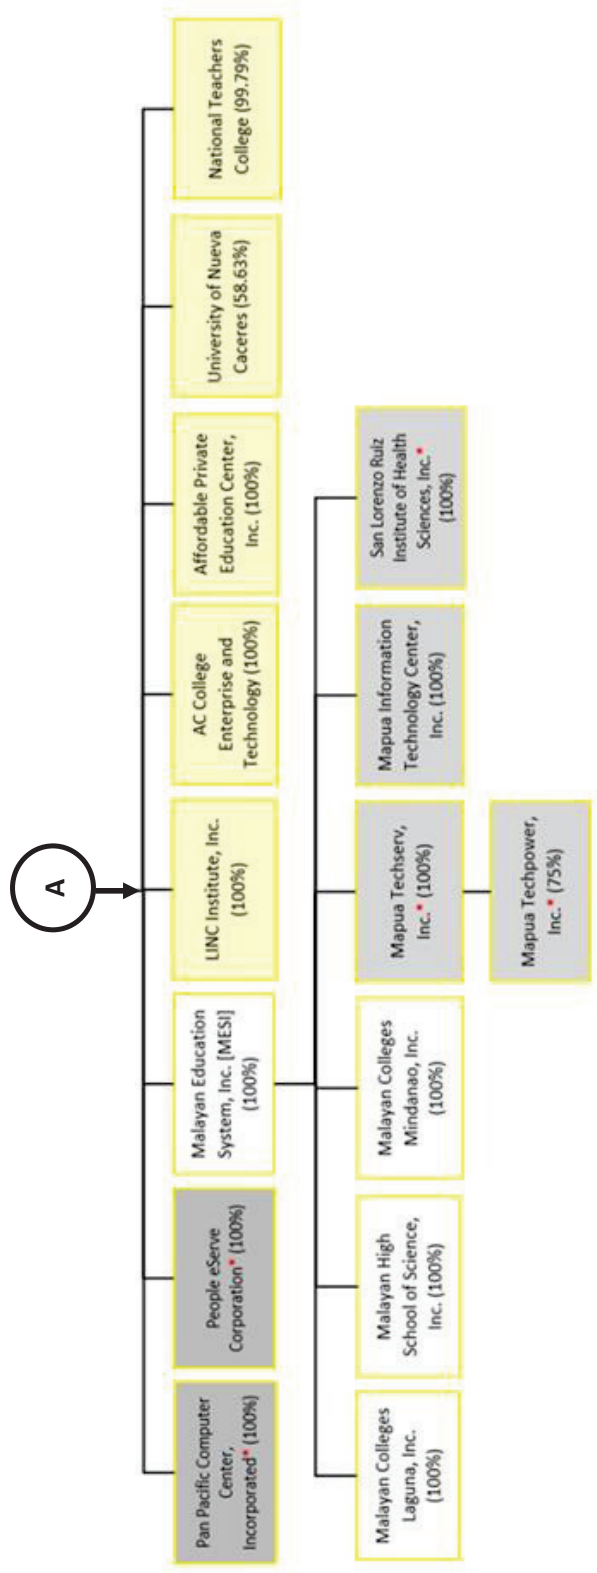 A
Pan Pacific Computer
Center,
Incorporated* (100%)
People eServe
Corporation* (100%)
Malayan Education
System, Inc. [MESI]
(100%)
LINC Institute, Inc.
(100%)
AC College
Enterprise and
Technology (100%)
Affordable Private
Education Center,
Inc. (100%)
University of Nueva
Caceres (58.63%)
National Teachers
College (99.79%)
Malayan Colleges
Laguna, Inc.
(100%)
Malayan High
School of Science,
Inc. (100%)
Malayan Colleges
Mindanao, Inc.
(100%)
Mapua Techserv,
Inc.* (100%)
Mapua Information
Technology Center,
Inc. (100%)
San Lorenzo Ruiz
Institute of Health
Sciences, Inc.*
(100%)
Mapua Techpower,
Inc.* (75%)